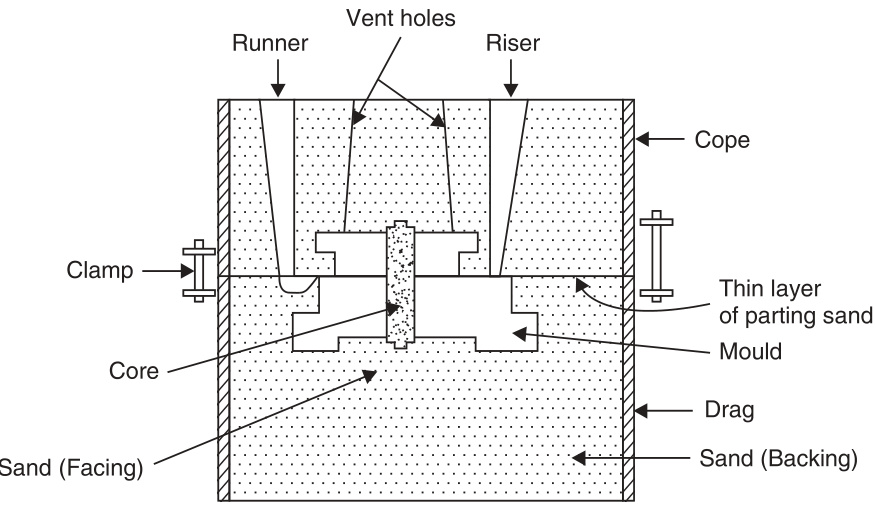 Vent holes
Runner
Riser
Cope
Clamp
Thin layer
of parting sand
Mould
Core
Drag
Sand (Facing)
Sand (Backing)